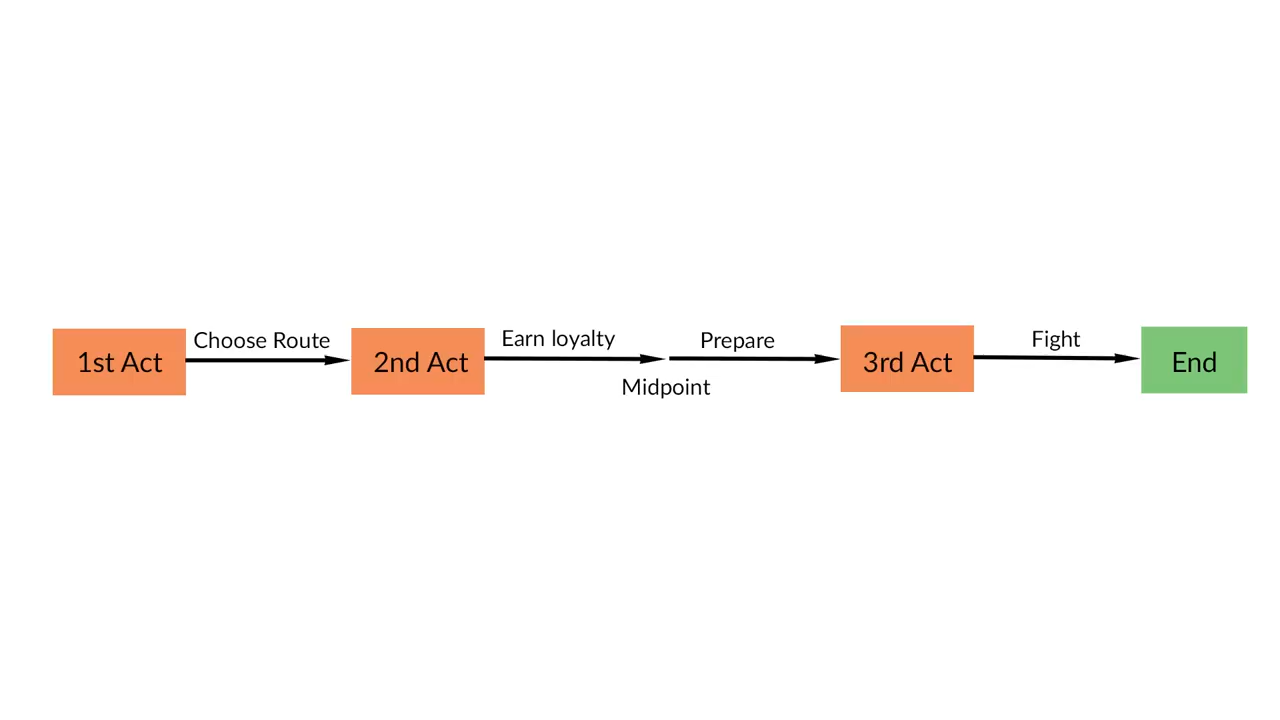 1st Act
Choose Route
2nd Act
Earn loyalty
Midpoint
Prepare
3rd Act
Fight
End